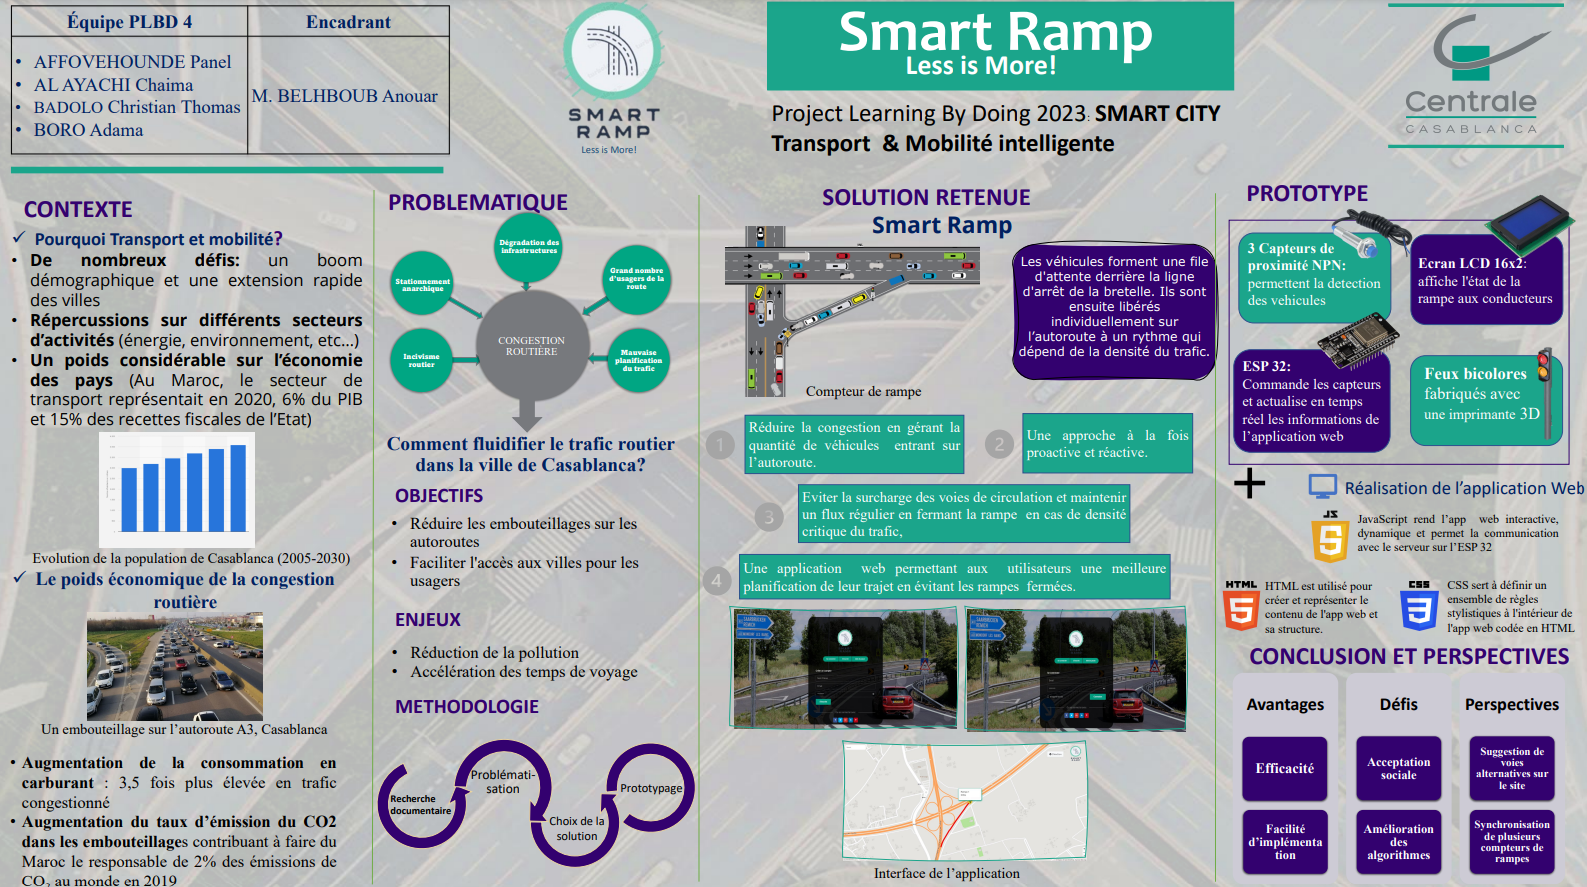 Équipe PLBD 4
Encadrant
• AFFOVEHOUNDE Panel
• AL AYACHI Chaima
• BADOLO Christian Thomas
• BORO Adama
M. BELHBOUB Anouar
SMART
RAMP
Less is More!
Smart Ramp
Less is More!
Project Learning By Doing 2023: SMART CITY
Transport & Mobilité intelligente
Centrale
CASABLANCA
CONTEXTE
✓ Pourquoi Transport et mobilité?
• De nombreux défis: un boom
démographique et une extension rapide
des villes
• Répercussions sur différents secteurs
d'activités (énergie, environnement, etc...)
• Un poids considérable sur l'économie
des pays (Au Maroc, le secteur de
transport représentait en 2020, 6% du PIB
et 15% des recettes fiscales de l'Etat)
Evolution de la population de Casablanca (2005-2030)
✓ Le poids économique de la congestion
routière
Un embouteillage sur l'autoroute A3, Casablanca
• Augmentation de la consommation en
carburant : 3,5 fois plus élevée en trafic
congestionné
• Augmentation du taux d'émission du CO2
dans les embouteillages contribuant à faire du
Maroc le responsable de 2% des émissions de
CO₂ au monde en 2019
PROBLEMATIQUE
Dégradation des
infrastructures
Stationnement
anarchique
Grand nombre
d'usagers de la
route
CONGESTION
ROUTIÈRE
Incivisme
routier
Mauvaise
planification
du trafic
Comment fluidifier le trafic routier
dans la ville de Casablanca?
OBJECTIFS
• Réduire les embouteillages sur les
autoroutes
• Faciliter l'accès aux villes pour les
usagers
ENJEUX
• Réduction de la pollution
• Accélération des temps de voyage
METHODOLOGIE
Recherche
documentaire
Problémati-
sation
Choix de la
solution
Prototypage
SOLUTION RETENUE
Smart Ramp
Compteur de rampe
Les véhicules forment une file
d'attente derrière la ligne
d'arrêt de la bretelle. Ils sont
ensuite libérés
individuellement sur
l'autoroute à un rythme qui
dépend de la densité du trafic.
1
Réduire la congestion en gérant la
quantité de véhicules entrant sur
l'autoroute.
2
Une approche à la fois
proactive et réactive.
3
Eviter la surcharge des voies de circulation et maintenir
un flux régulier en fermant la rampe en cas de densité
critique du trafic,
4
Une application web permettant aux utilisateurs une meilleure
planification de leur trajet en évitant les rampes fermées.
Interface de l'application
PROTOTYPE
3 Capteurs de
proximité NPN:
permettent la detection
des vehicules
Ecran LCD 16x2:
affiche l'état de la
rampe aux conducteurs
ESP 32:
Commande les capteurs
et actualise en temps
réel les informations de
l'application web
Feux bicolores
fabriqués avec
une imprimante 3D
+
Réalisation de l'application Web
JS
JavaScript rend l'app web interactive,
dynamique et permet la communication
avec le serveur sur l'ESP 32
HTML
5
HTML est utilisé pour
créer et représenter le
contenu de l'app web et
sa structure.
CSS
3
CSS sert à définir un
ensemble de règles
stylistiques à l'intérieur de
l'app web codée en HTML
CONCLUSION ET PERSPECTIVES
Avantages
Défis
Perspectives
Efficacité
Acceptation
sociale
Suggestion de
voies
alternatives sur
le site
Facilité
d'implémenta
tion
Amélioration
des
algorithmes
Synchronisation
de plusieurs
compteurs de
rampes